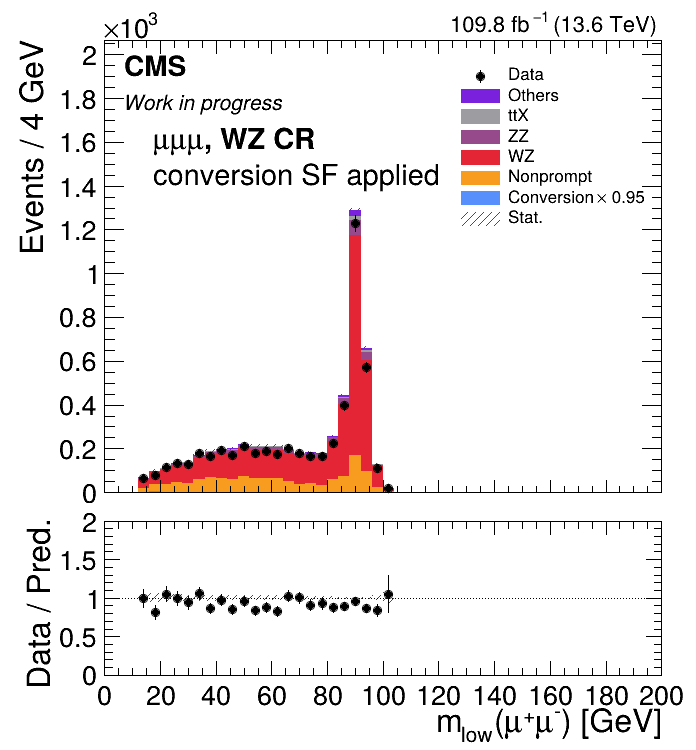 ×10³
109.8 fb⁻¹ (13.6 TeV)
Events / 4 GeV
2
1.8
1.6
1.4
1.2
1
0.8
0.6
0.4
0.2
0
CMS
Work in progress
μμμ, WZ CR
conversion SF applied
Data
Others
ttX
ZZ
WZ
Nonprompt
Conversion × 0.95
Stat.
Data / Pred.
2
1.5
1
0.5
0
0 20 40 60 80 100 120 140 160 180 200
m_low(μ⁺μ⁻) [GeV]